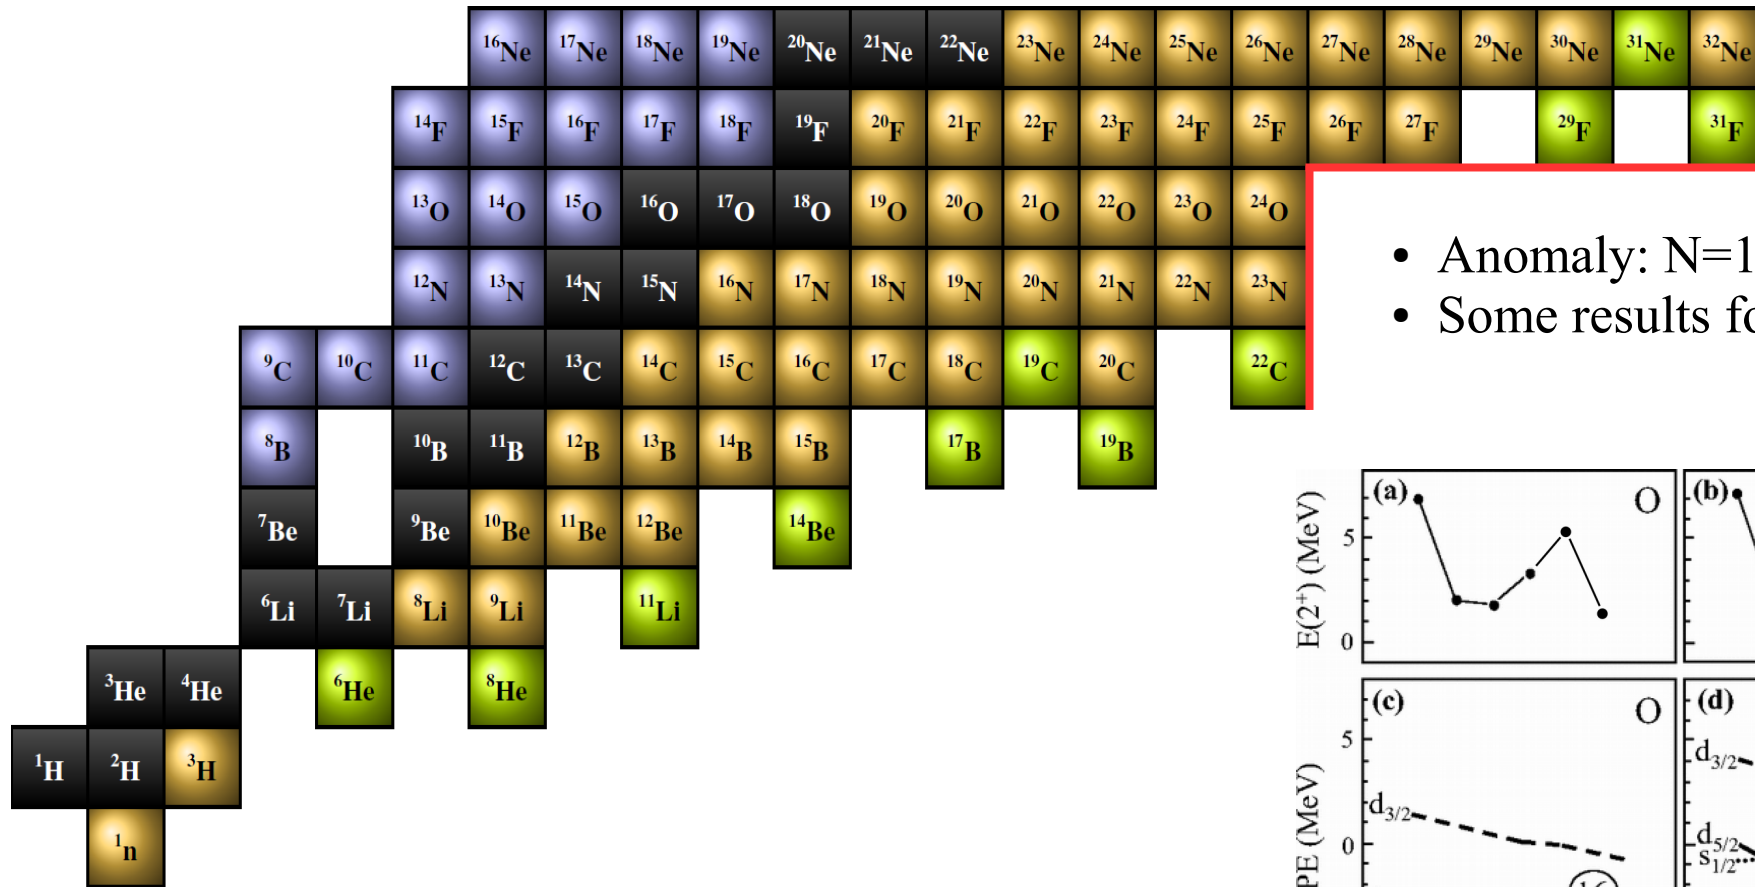 16Ne 17Ne 18Ne 19Ne 20Ne 21Ne 22Ne 23Ne 24Ne 25Ne 26Ne 27Ne 28Ne 29Ne 30Ne 31Ne 32Ne
14F 15F 16F 17F 18F 19F 20F 21F 22F 23F 24F 25F 26F 27F 29F 31F
13O 14O 15O 16O 17O 18O 19O 20O 21O 22O 23O 24O
12N 13N 14N 15N 16N 17N 18N 19N 20N 21N 22N 23N
9C 10C 11C 12C 13C 14C 15C 16C 17C 18C 19C 20C 22C
8B 10B 11B 12B 13B 14B 15B 17B 19B
7Be 9Be 10Be 11Be 12Be 14Be
6Li 7Li 8Li 9Li 11Li
3He 4He 6He 8He
1H 2H 3H
1n
• Anomaly: N=1
• Some results fo
(a) O (b)
E(2+) (MeV)
5
0
(c) O (d)
PE (MeV)
5
0
d3/2
d3/2
d5/2
s1/2